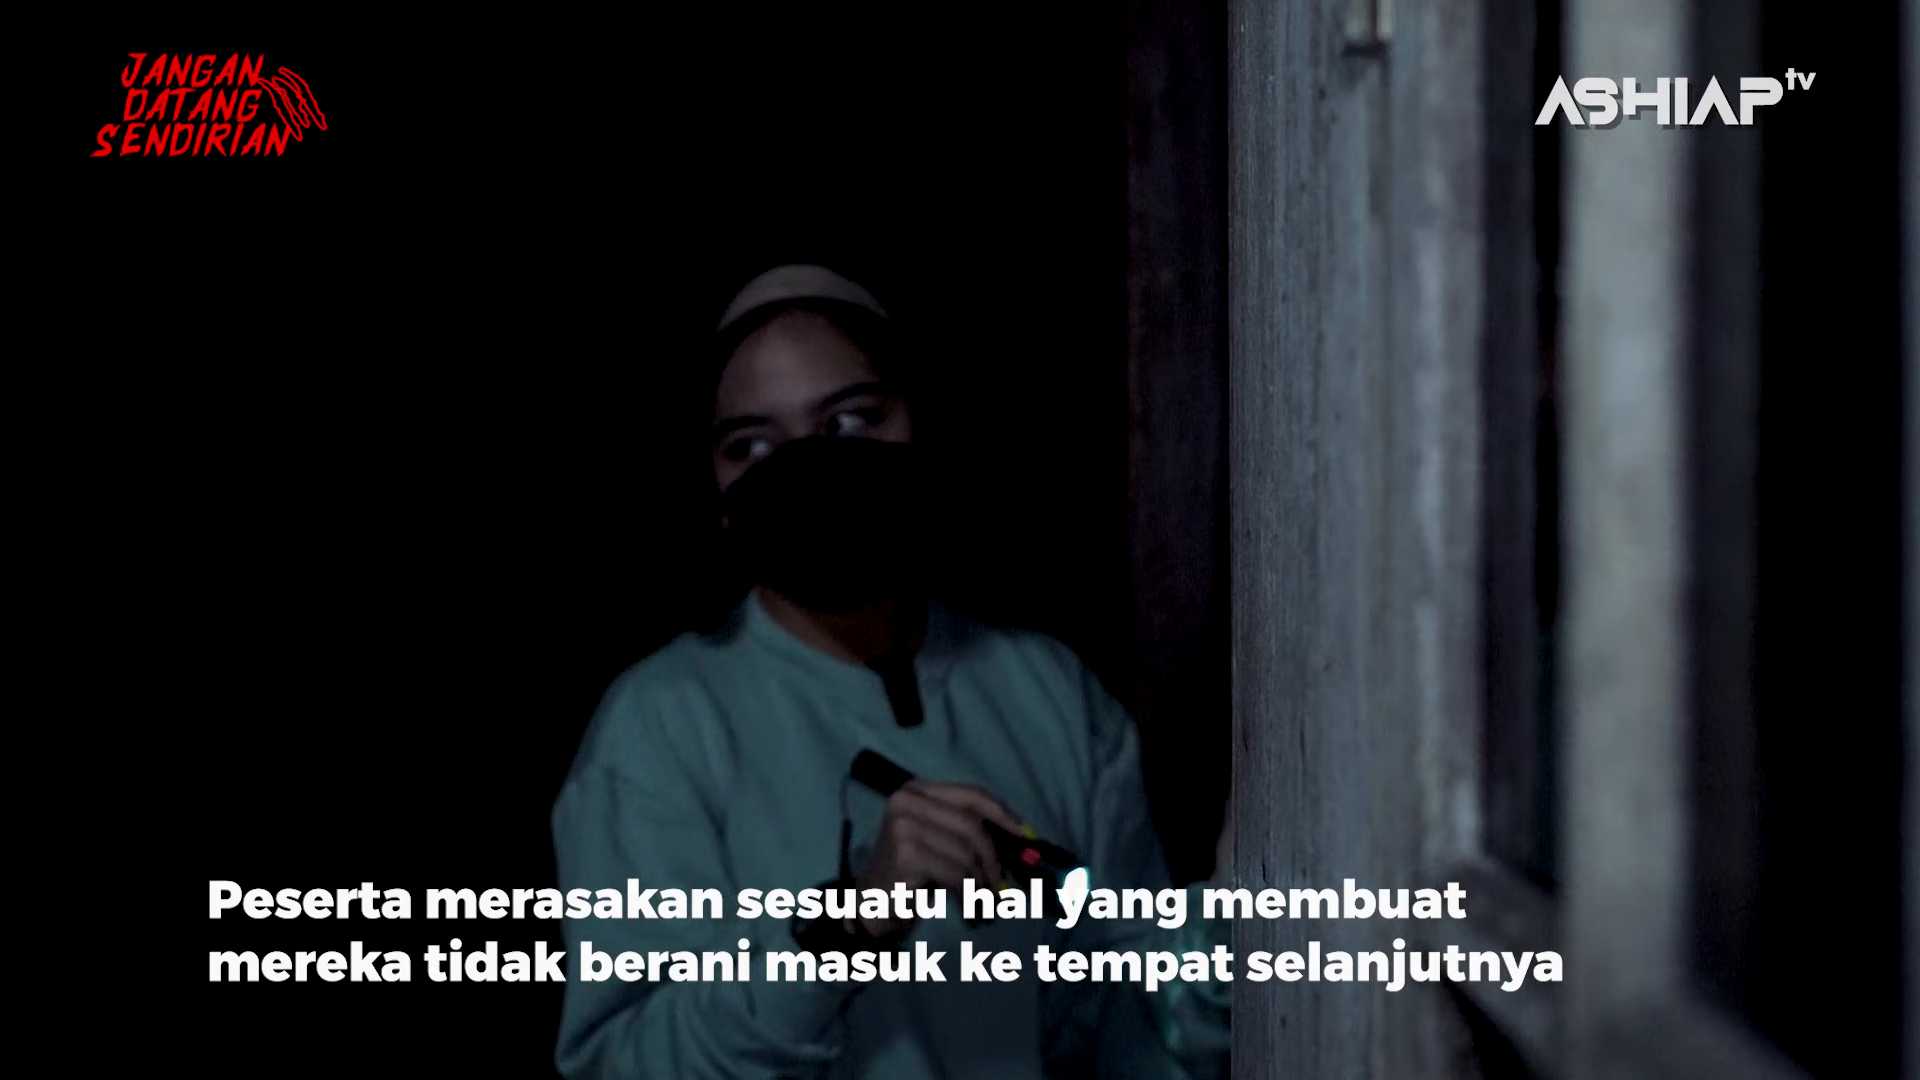 JANGAN
DATANG
SENDIRIAN
ASHIAP tv
Peserta merasakan sesuatu hal yang membuat
mereka tidak berani masuk ke tempat selanjutnya